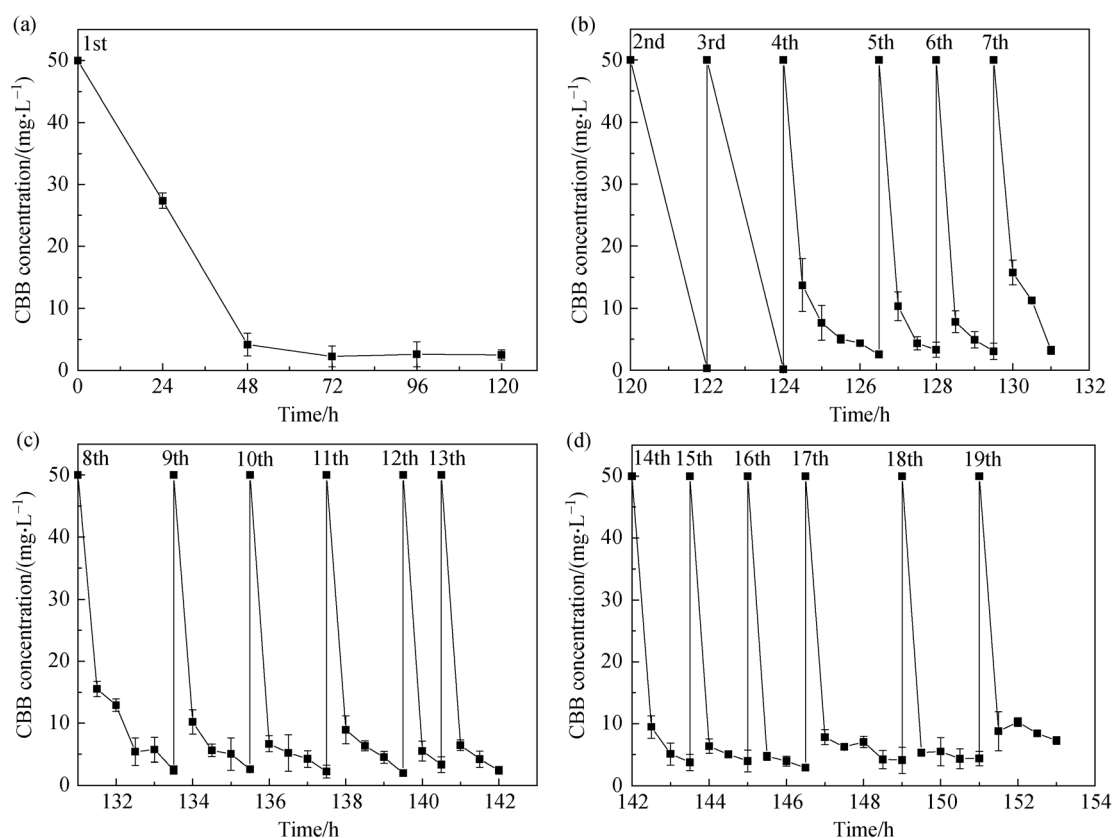 (a)
1st
50
40
30
20
10
0
CBB concentration/(mg·L⁻¹)
0 24 48 72 96 120
Time/h
(b)
2nd 3rd 4th 5th 6th 7th
50
40
30
20
10
0
CBB concentration/(mg·L⁻¹)
120 122 124 126 128 130 132
Time/h
(c)
8th 9th 10th 11th 12th 13th
50
40
30
20
10
0
CBB concentration/(mg·L⁻¹)
132 134 136 138 140 142
Time/h
(d)
14th 15th 16th 17th 18th 19th
50
40
30
20
10
0
CBB concentration/(mg·L⁻¹)
142 144 146 148 150 152 154
Time/h